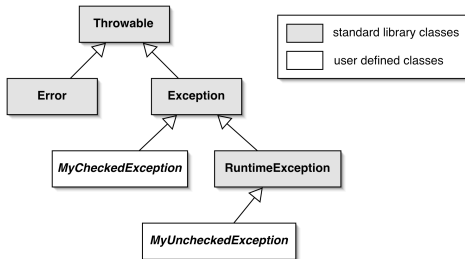 Throwable
standard library classes
user defined classes
Error
Exception
MyCheckedException
RuntimeException
MyUncheckedException